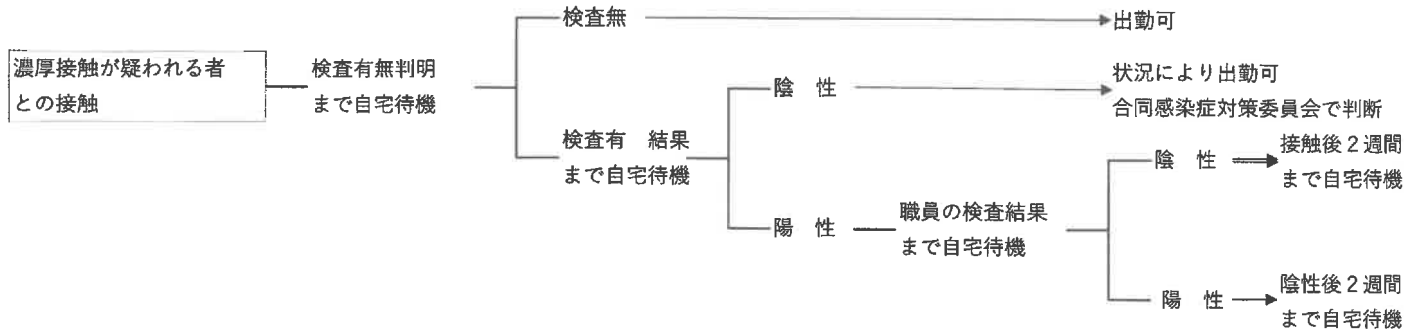 濃厚接触が疑われる者
との接触
検査有無判明
まで自宅待機
検査無
出勤可
検査有　結果
まで自宅待機
陰　性
状況により出勤可
合同感染症対策委員会で判断
陽　性
職員の検査結果
まで自宅待機
陰　性
接触後２週間
まで自宅待機
陽　性
陰性後２週間
まで自宅待機